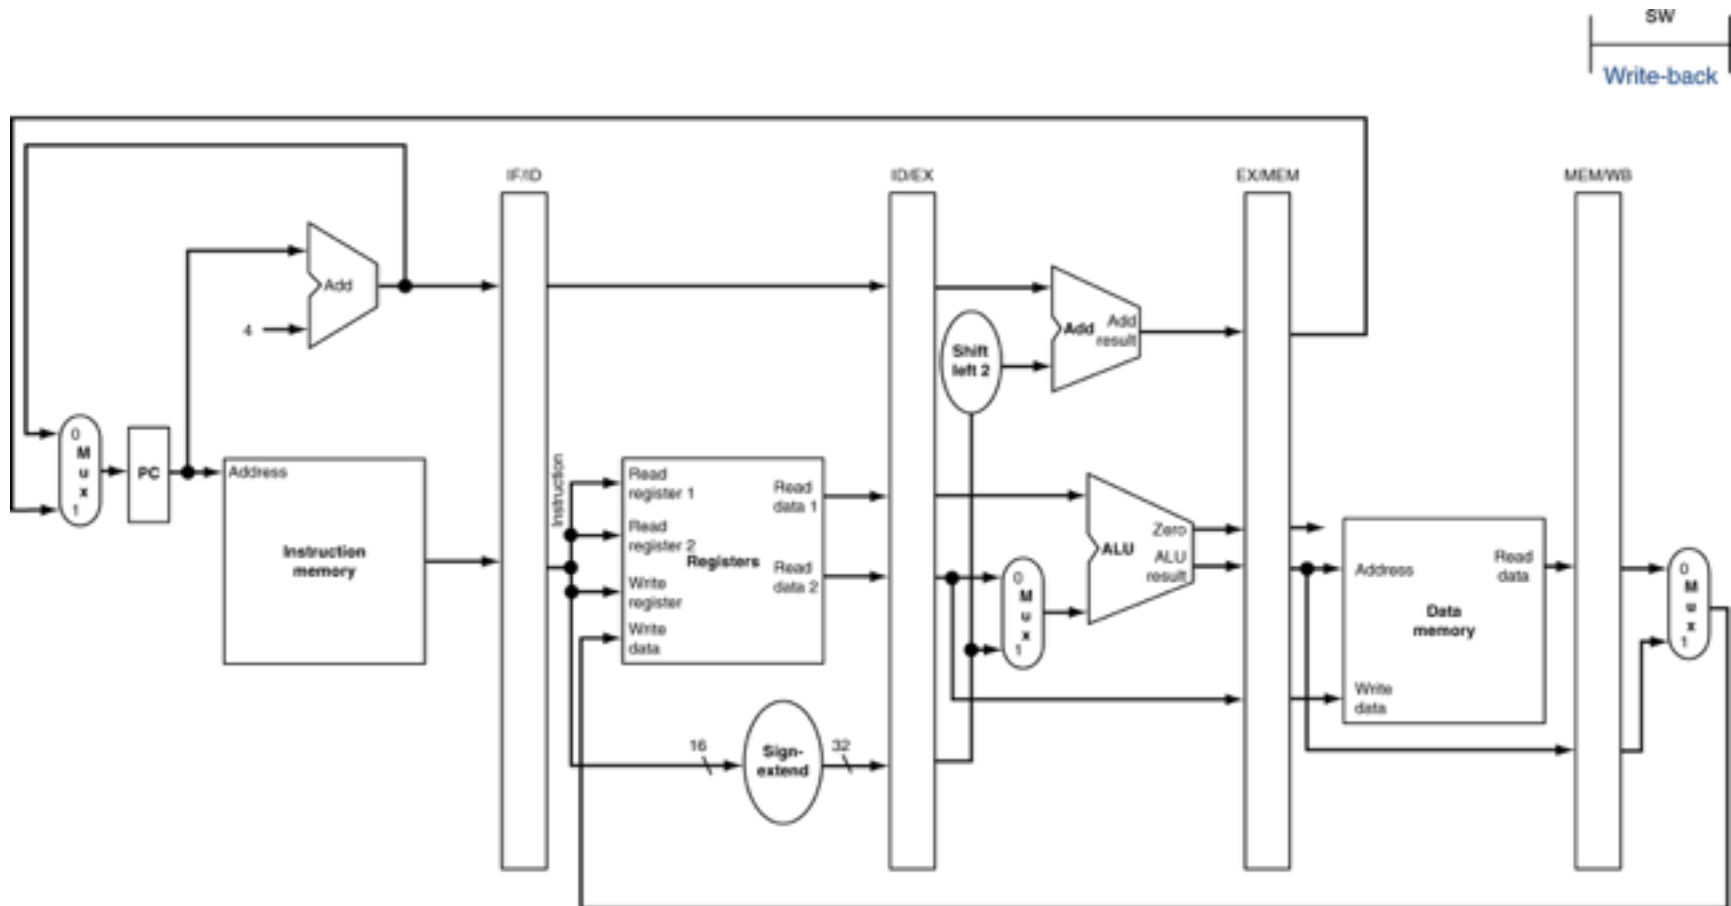 SW
Write-back
IF/ID
ID/EX
EX/MEM
MEM/WB
Add
4
Shift
left 2
Add
Add
result
0
M
u
x
1
PC
Address
Instruction
memory
Instruction
Read
register 1
Read
register 2
Registers
Write
register
Write
data
Read
data 1
Read
data 2
16
Sign-
extend
32
0
M
u
x
1
Zero
ALU
ALU
result
Address
Read
data
Data
memory
Write
data
0
M
u
x
1